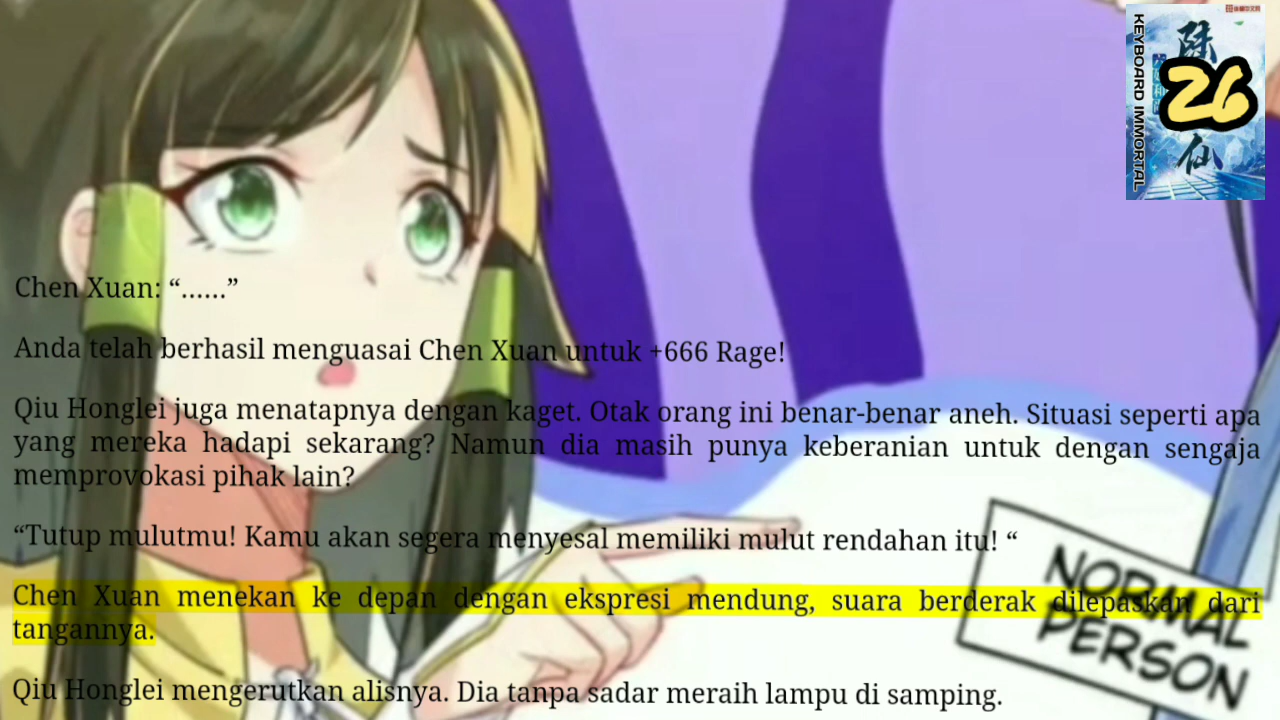 KEYBOARD IMMORTAL
陆
26
仙
Chen Xuan: “……”
Anda telah berhasil menguasai Chen Xuan untuk +666 Rage!
Qiu Honglei juga menatapnya dengan kaget. Otak orang ini benar-benar aneh. Situasi seperti apa
yang mereka hadapi sekarang? Namun dia masih punya keberanian untuk dengan sengaja
memprovokasi pihak lain?
“Tutup mulutmu! Kamu akan segera menyesal memiliki mulut rendahan itu! “
Chen Xuan menekan ke depan dengan ekspresi mendung, suara berderak dilepaskan dari
tangannya.
NORMAL
PERSON
Qiu Honglei mengerutkan alisnya. Dia tanpa sadar meraih lampu di samping.